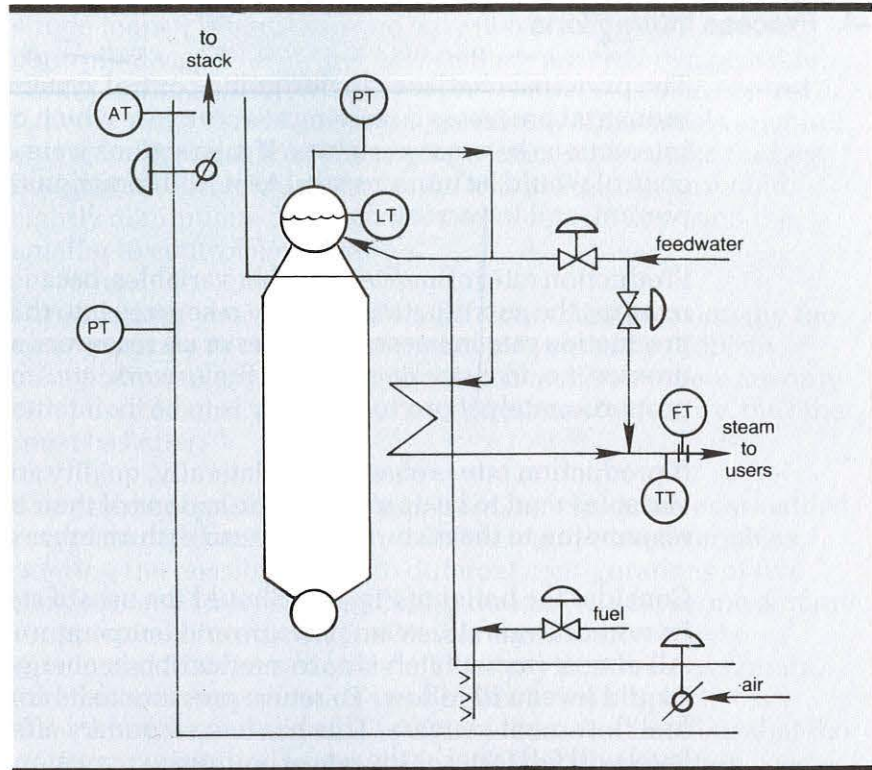 to
stack
AT
PT
LT
feedwater
PT
FT
steam
to
users
TT
fuel
air